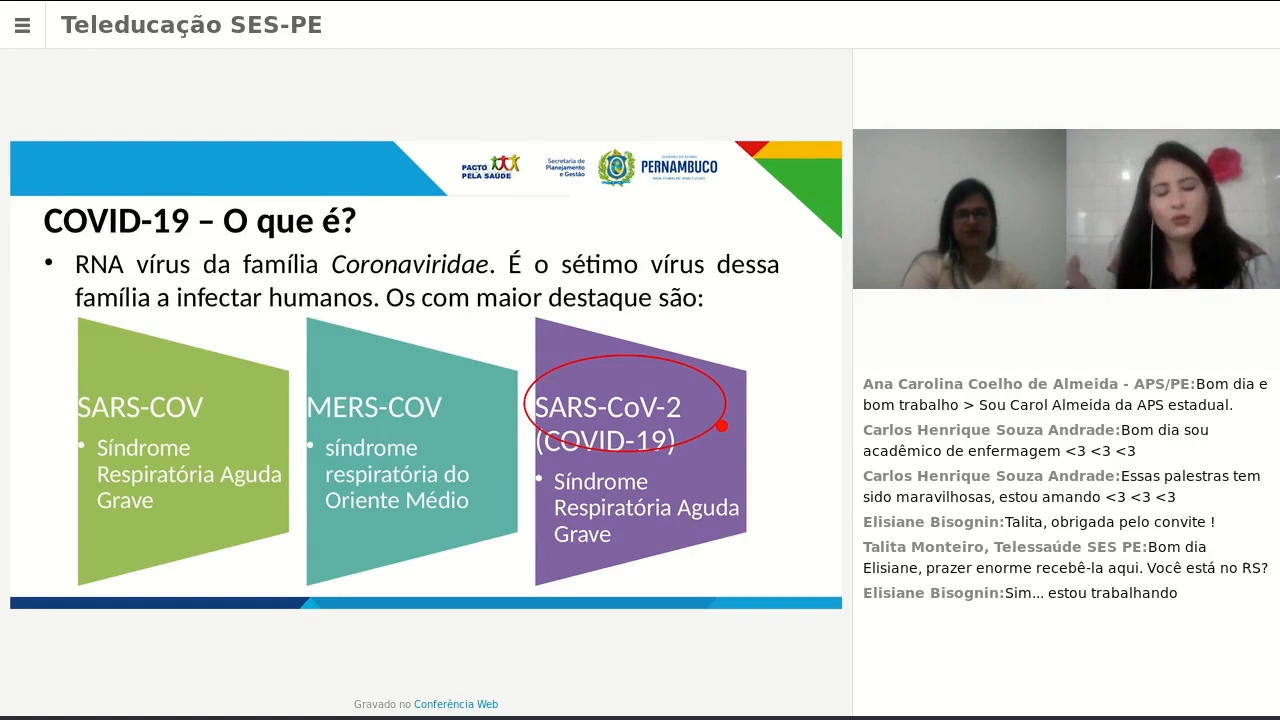 Teleducação SES-PE
PACTO
PELA SAÚDE
Secretaria de
Planejamento
e Gestão
PERNAMBUCO
COVID-19 – O que é?
• RNA vírus da família Coronaviridae. É o sétimo vírus dessa
família a infectar humanos. Os com maior destaque são:
SARS-COV
• Síndrome
Respiratória Aguda
Grave
MERS-COV
• síndrome
respiratória do
Oriente Médio
SARS-CoV-2
(COVID-19)
• Síndrome
Respiratória Aguda
Grave
Ana Carolina Coelho de Almeida - APS/PE:Bom dia e
bom trabalho > Sou Carol Almeida da APS estadual.
Carlos Henrique Souza Andrade:Bom dia sou
acadêmico de enfermagem <3 <3 <3
Carlos Henrique Souza Andrade:Essas palestras tem
sido maravilhosas, estou amando <3 <3 <3
Elisiane Bisognin:Talita, obrigada pelo convite !
Talita Monteiro, Telessaúde SES PE:Bom dia
Elisiane, prazer enorme recebê-la aqui. Você está no RS?
Elisiane Bisognin:Sim... estou trabalhando
Gravado no Conferência Web